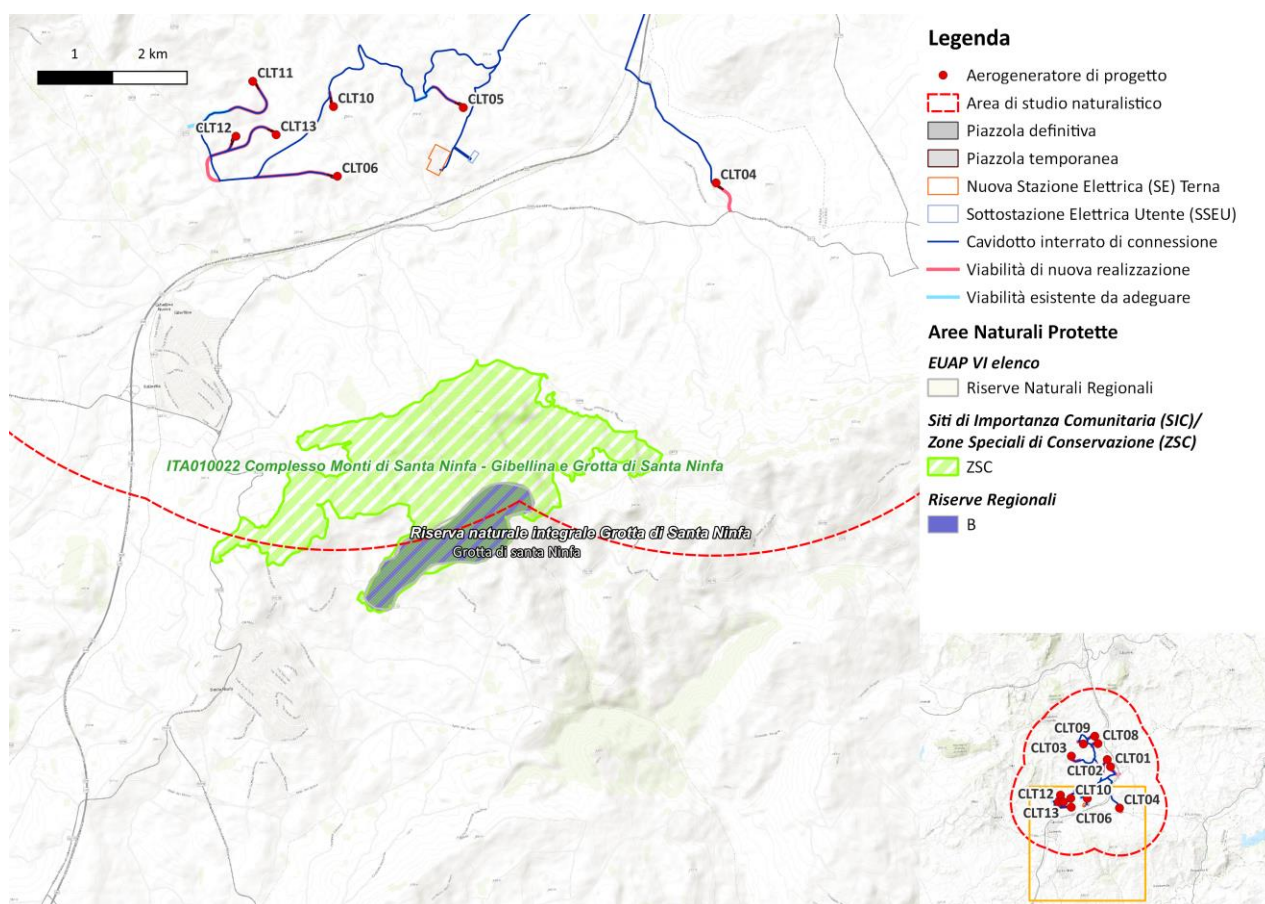 1
2 km
CLT11
CLT10
CLT05
CLT12
CLT13
CLT06
CLT04
Gibellina
Nuova
Gibellina
ITA010022 Complesso Monti di Santa Ninfa - Gibellina e Grotta di Santa Ninfa
Riserva naturale integrale Grotta di Santa Ninfa
Grotta di santa Ninfa
Santa Ninfa
Legenda
Aerogeneratore di progetto
Area di studio naturalistico
Piazzola definitiva
Piazzola temporanea
Nuova Stazione Elettrica (SE) Terna
Sottostazione Elettrica Utente (SSEU)
Cavidotto interrato di connessione
Viabilità di nuova realizzazione
Viabilità esistente da adeguare
Aree Naturali Protette
EUAP VI elenco
Riserve Naturali Regionali
Siti di Importanza Comunitaria (SIC)/
Zone Speciali di Conservazione (ZSC)
ZSC
Riserve Regionali
B
CLT09
CLT08
CLT03
CLT01
CLT02
CLT12
CLT10
CLT04
CLT13
CLT06